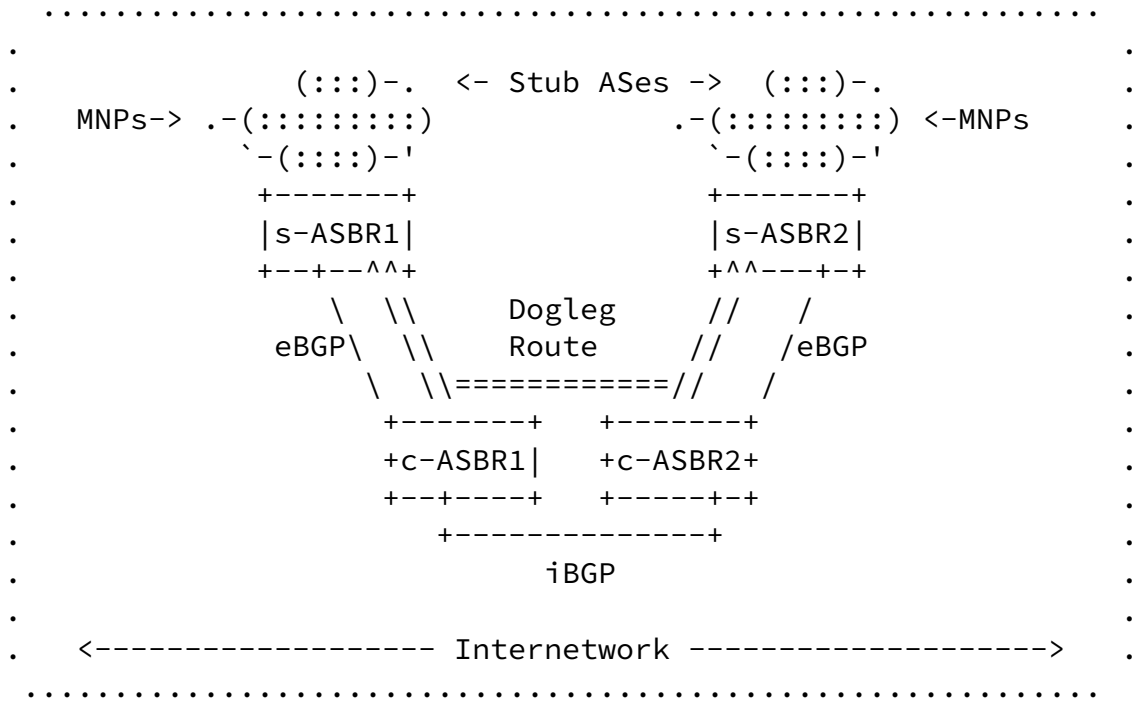 (:::)-. <- Stub ASes -> (:::)-.
MNPs-> .-(:::::::::) .-(:::::::::) <-MNPs
`-(::::)-' `-(::::)-'
+-------+ +-------+
|s-ASBR1| |s-ASBR2|
+--+--^^+ +^^---+-+
\ \\ Dogleg // /
eBGP\ \\ Route // /eBGP
\ \\============// /
+-------+ +-------+
+c-ASBR1| +c-ASBR2+
+--+----+ +-----+-+
+--------------+
iBGP
<------------------- Internetwork -------------------->